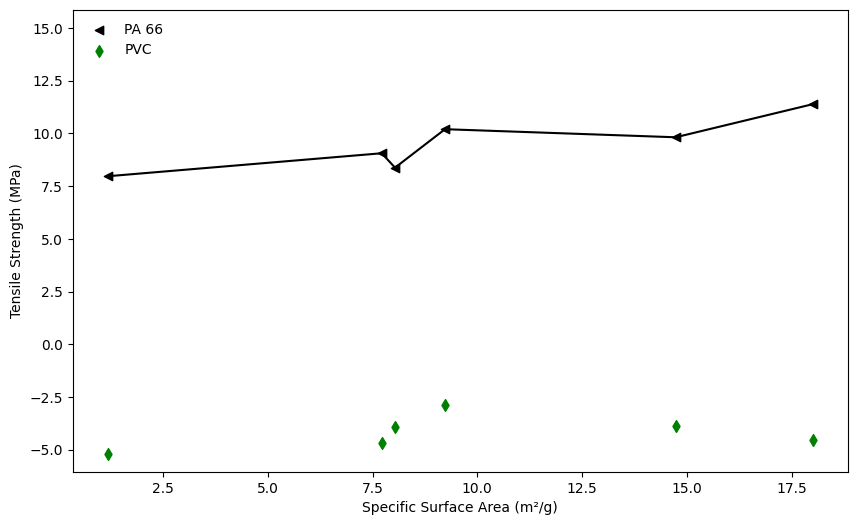 PA 66
PVC
15.0
12.5
10.0
7.5
5.0
2.5
0.0
−2.5
−5.0
Tensile Strength (MPa)
2.5 5.0 7.5 10.0 12.5 15.0 17.5
Specific Surface Area (m²/g)